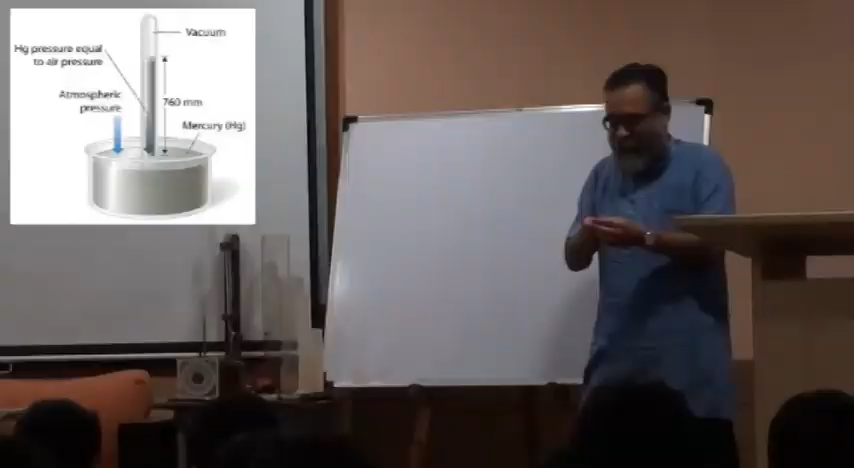 Vacuum
Hg pressure equal
to air pressure
Atmospheric
pressure
760 mm
Mercury (Hg)